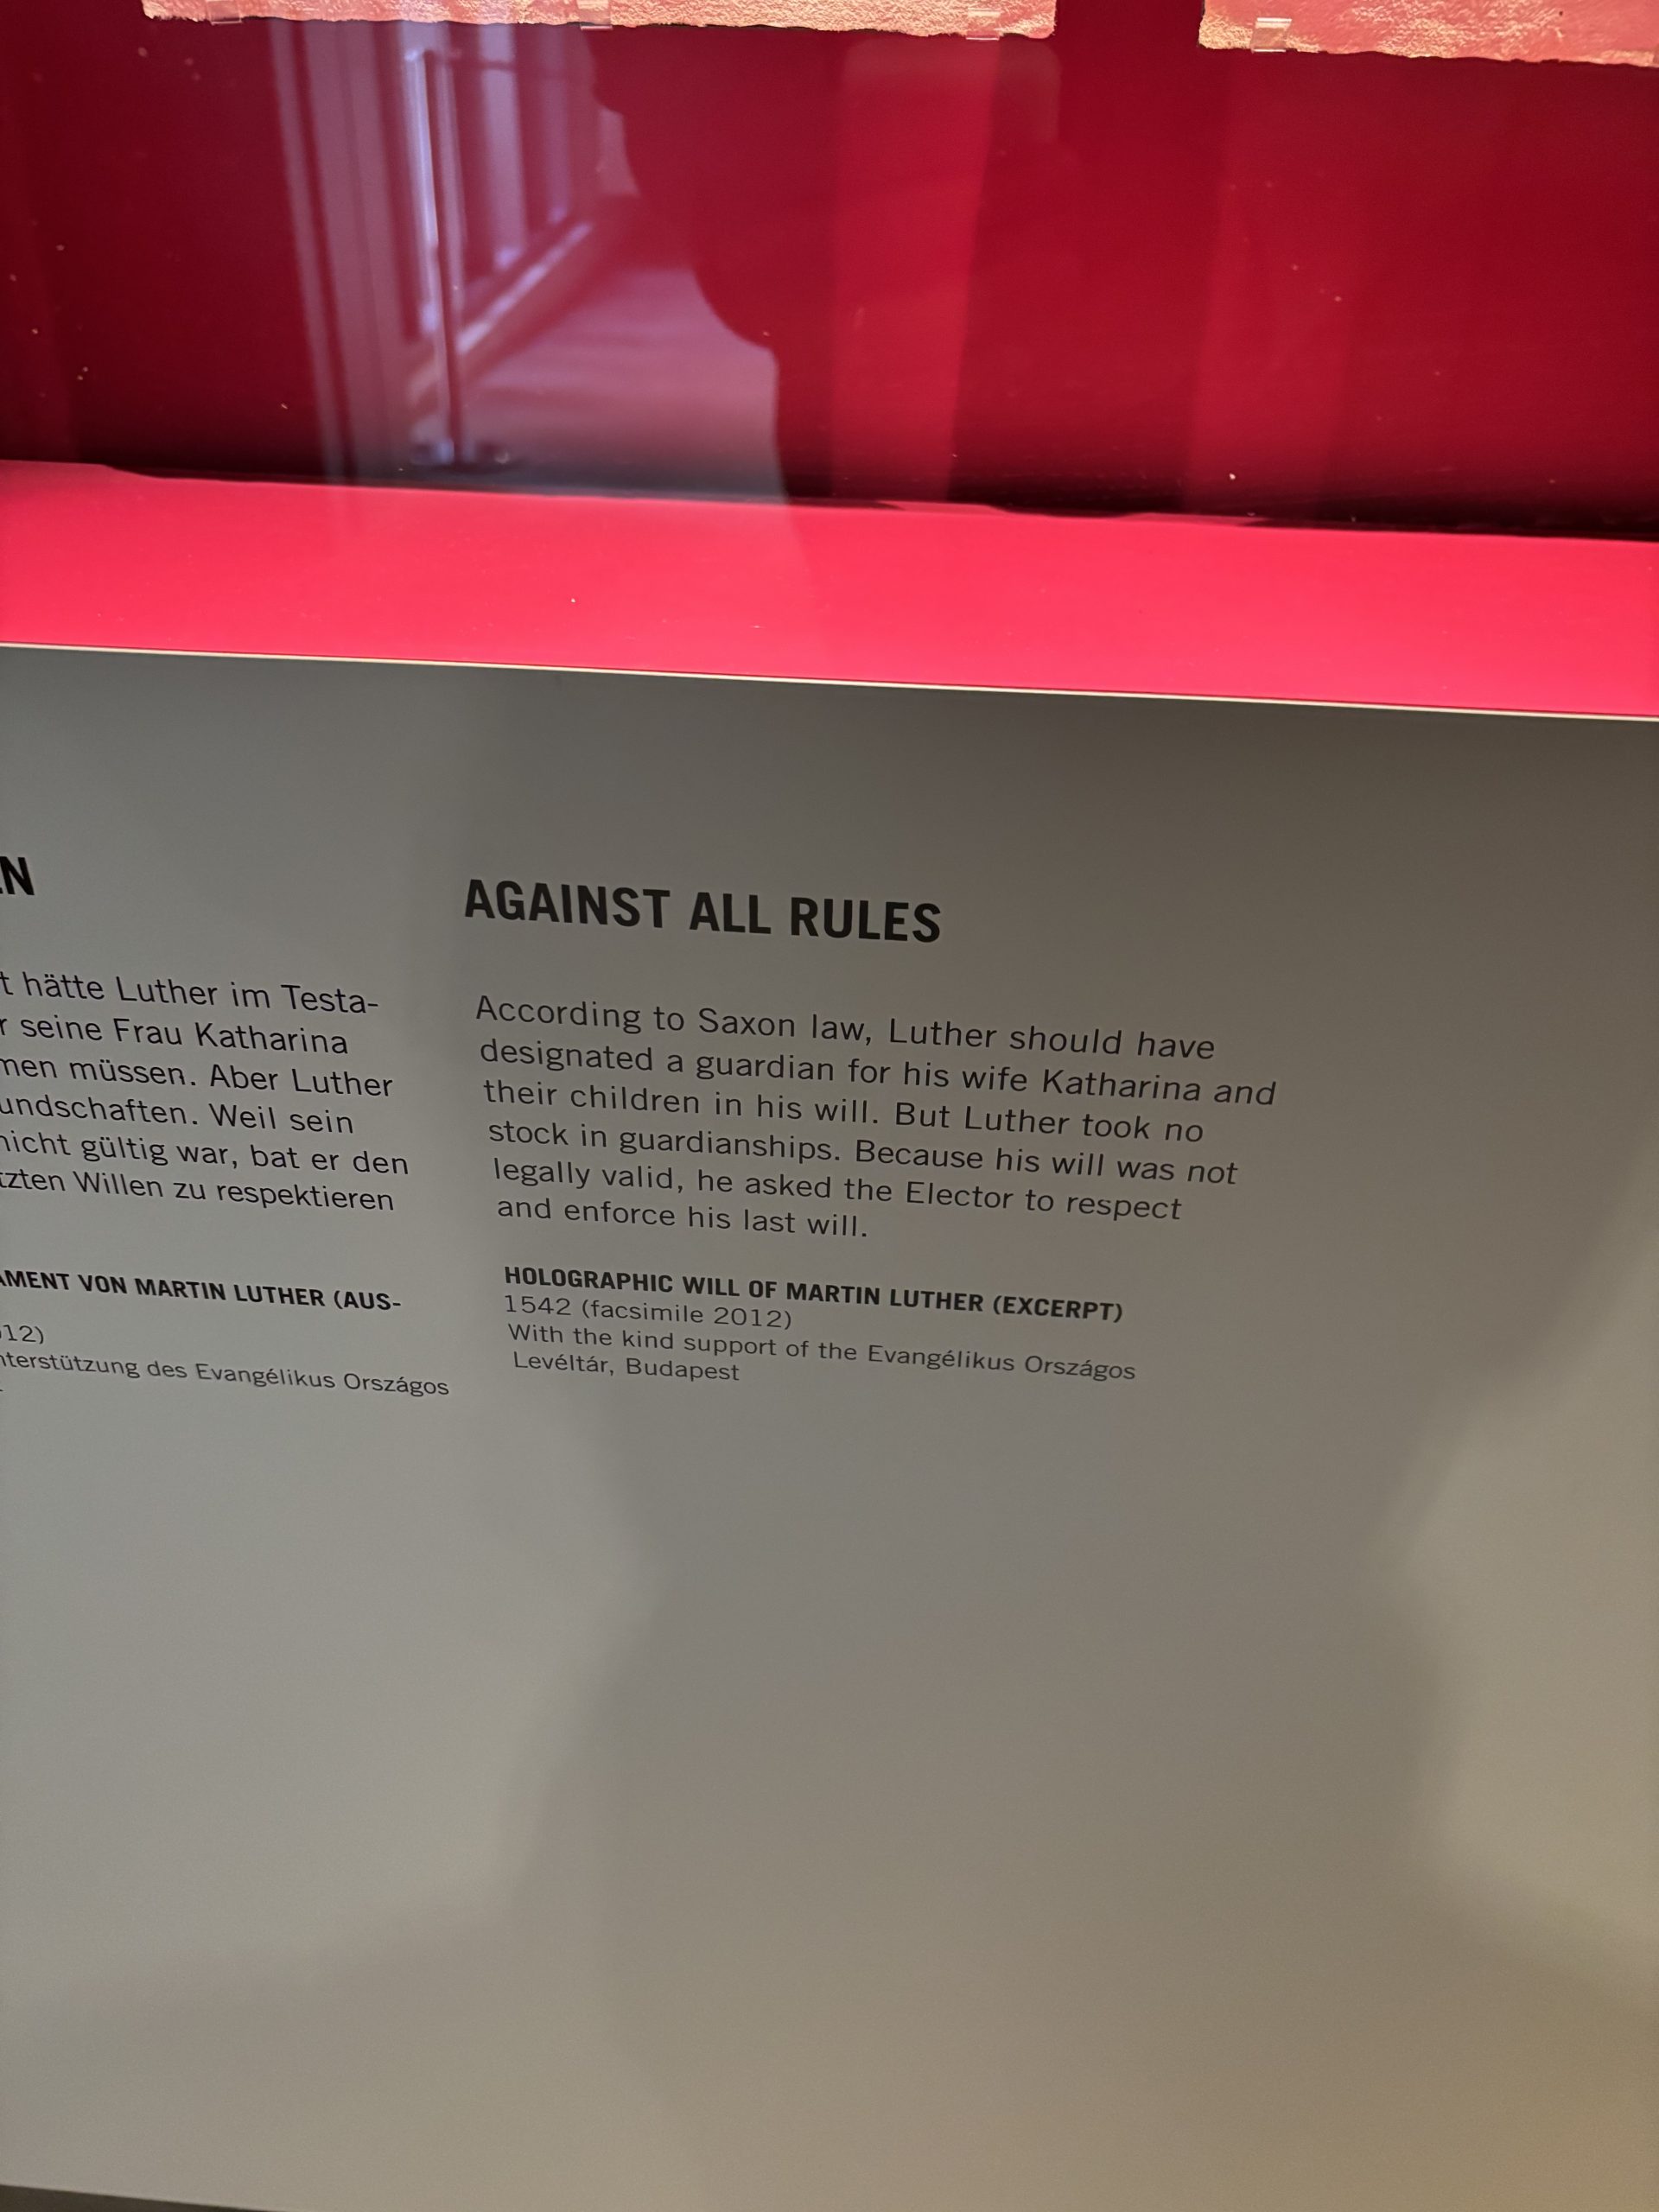 t hätte Luther im Testa-
r seine Frau Katharina
men müssen. Aber Luther
undschaften. Weil sein
nicht gültig war, bat er den
tzten Willen zu respektieren
AMENT VON MARTIN LUTHER (AUS-
12)
nterstützung des Evangélikus Országos
AGAINST ALL RULES
According to Saxon law, Luther should have
designated a guardian for his wife Katharina and
their children in his will. But Luther took no
stock in guardianships. Because his will was not
legally valid, he asked the Elector to respect
and enforce his last will.
HOLOGRAPHIC WILL OF MARTIN LUTHER (EXCERPT)
1542 (facsimile 2012)
With the kind support of the Evangélikus Országos
Levéltár, Budapest